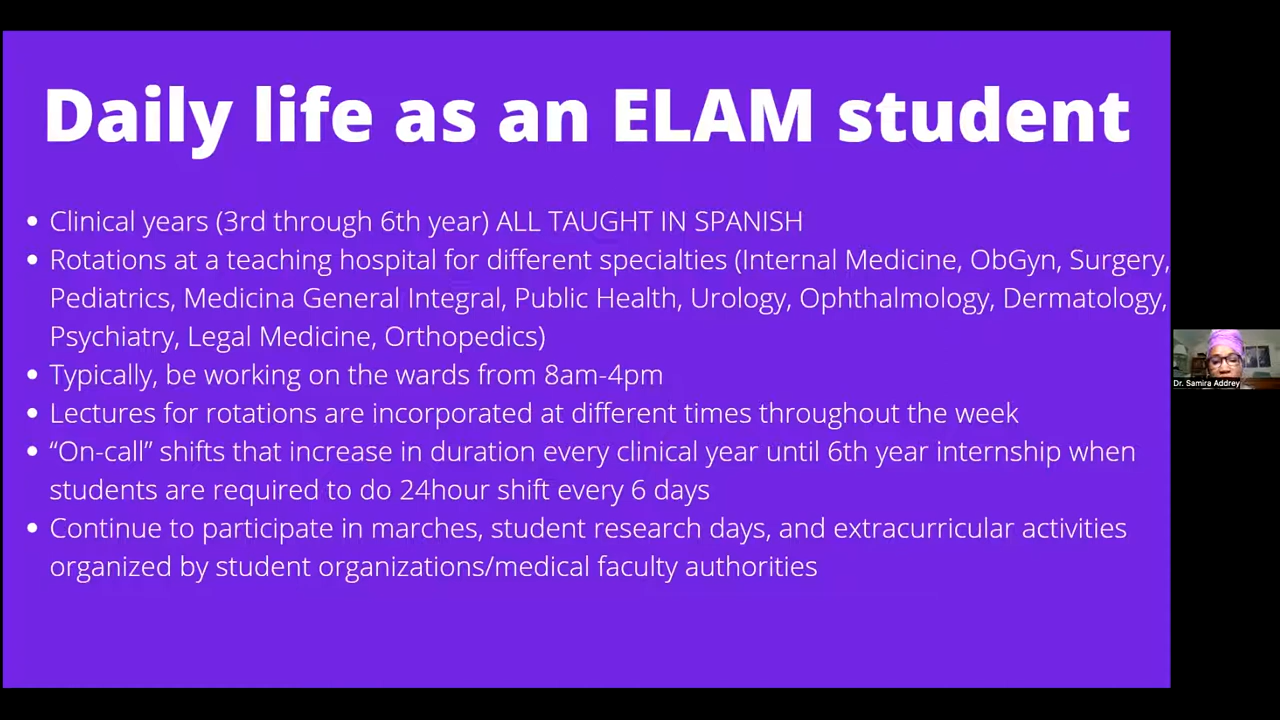 Daily life as an ELAM student
• Clinical years (3rd through 6th year) ALL TAUGHT IN SPANISH
• Rotations at a teaching hospital for different specialties (Internal Medicine, ObGyn, Surgery,
Pediatrics, Medicina General Integral, Public Health, Urology, Ophthalmology, Dermatology,
Psychiatry, Legal Medicine, Orthopedics)
• Typically, be working on the wards from 8am-4pm
• Lectures for rotations are incorporated at different times throughout the week
• “On-call” shifts that increase in duration every clinical year until 6th year internship when
students are required to do 24hour shift every 6 days
• Continue to participate in marches, student research days, and extracurricular activities
organized by student organizations/medical faculty authorities
Dr. Samira Addrey